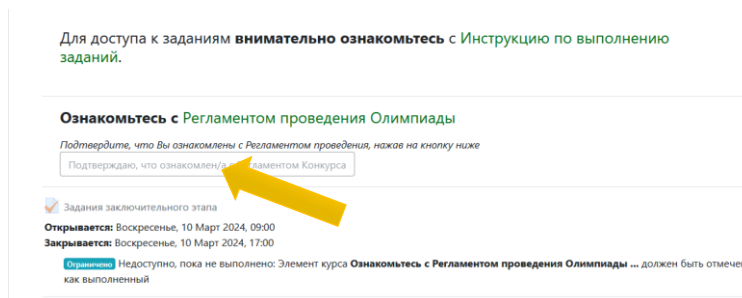 Для доступа к заданиям внимательно ознакомьтесь с Инструкцию по выполнению
заданий.
Ознакомьтесь с Регламентом проведения Олимпиады
Подтвердите, что Вы ознакомлены с Регламентом проведения, нажав на кнопку ниже
Подтверждаю, что ознакомлен/а с Регламентом Конкурса
Задания заключительного этапа
Открывается: Воскресенье, 10 Март 2024, 09:00
Закрывается: Воскресенье, 10 Март 2024, 17:00
Ограничено Недоступно, пока не выполнено: Элемент курса Ознакомьтесь с Регламентом проведения Олимпиады ... должен быть отмечен
как выполненный